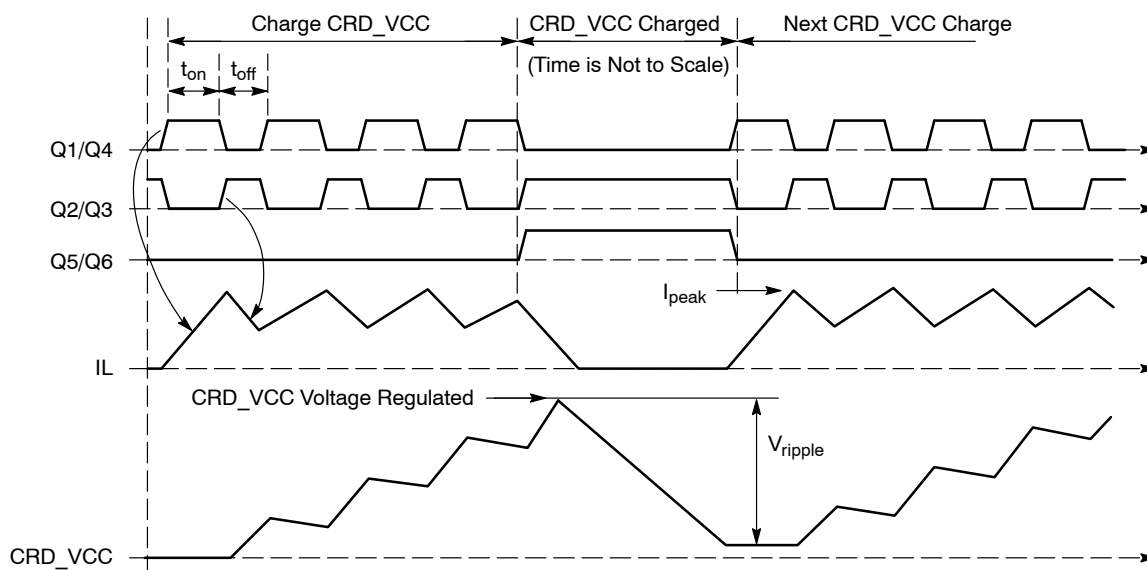 Charge CRD_VCC
CRD_VCC Charged
Next CRD_VCC Charge
ton
toff
(Time is Not to Scale)
Q1/Q4
Q2/Q3
Q5/Q6
Ipeak
IL
CRD_VCC Voltage Regulated
Vripple
CRD_VCC